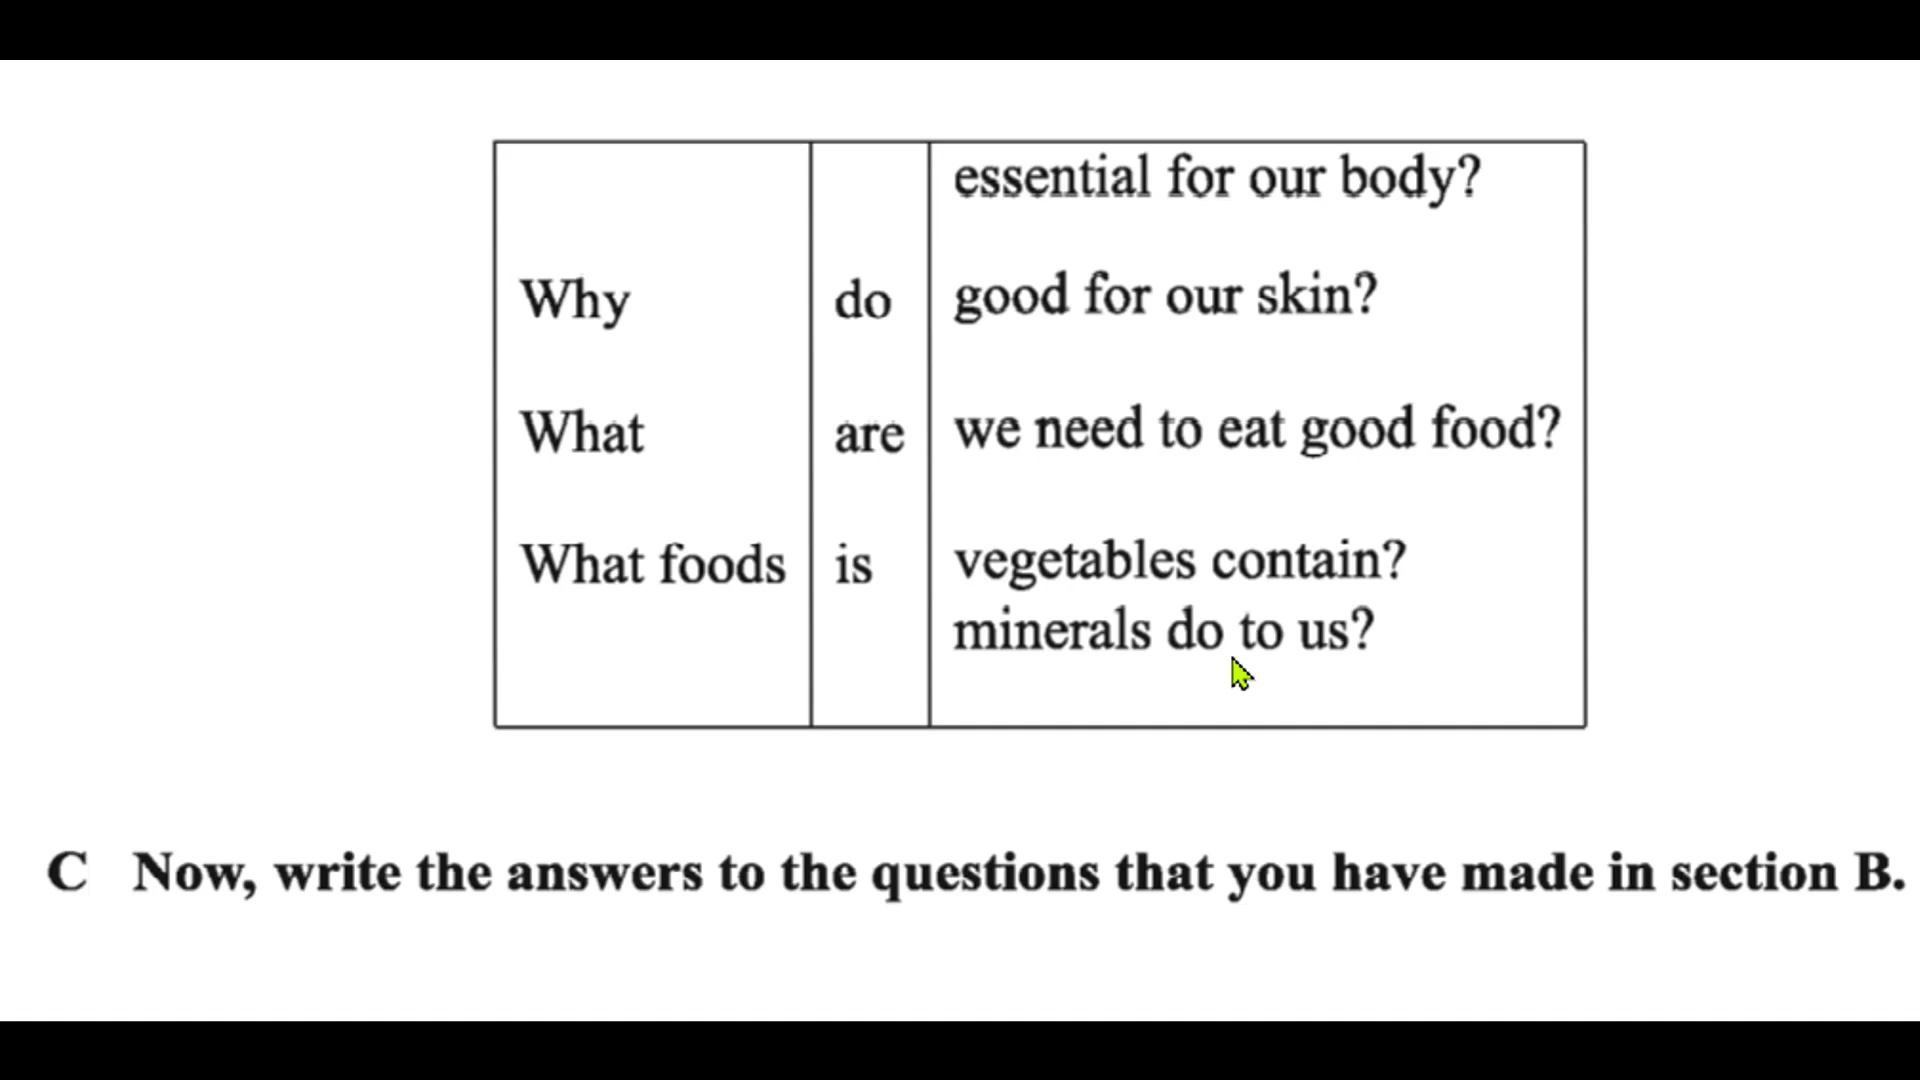 essential for our body?
Why do good for our skin?
What are we need to eat good food?
What foods is vegetables contain?
minerals do to us?
C Now, write the answers to the questions that you have made in section B.